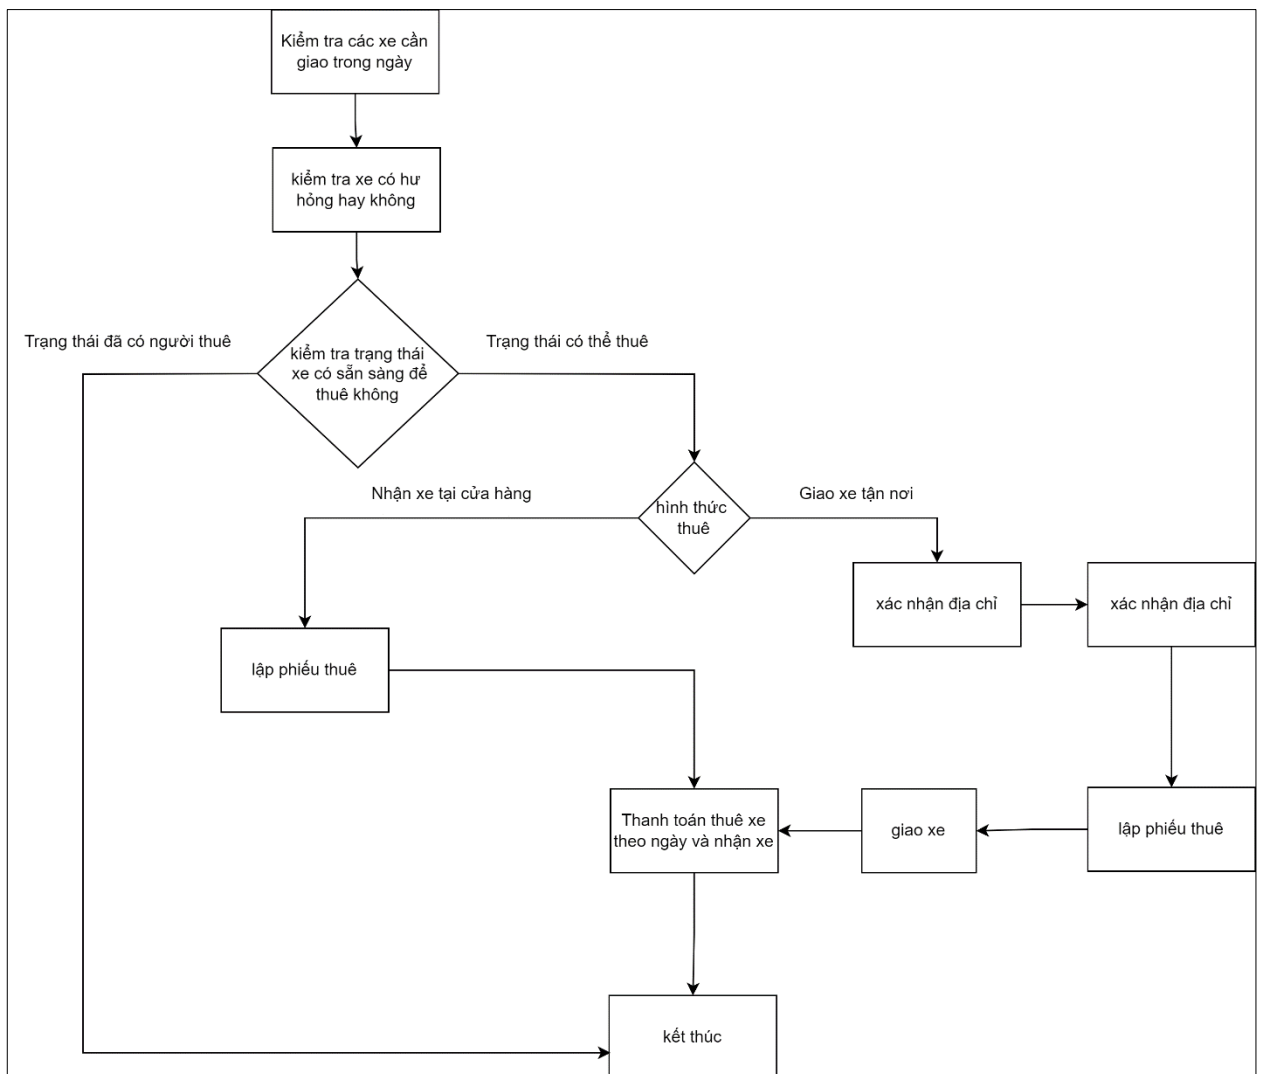 Kiểm tra các xe cần
giao trong ngày
kiểm tra xe có hư
hỏng hay không
Trạng thái đã có người thuê
Trạng thái có thể thuê
kiểm tra trạng thái
xe có sẵn sàng để
thuê không
Nhận xe tại cửa hàng
hình thức
thuê
Giao xe tận nơi
xác nhận địa chỉ
xác nhận địa chỉ
lập phiếu thuê
Thanh toán thuê xe
theo ngày và nhận xe
giao xe
lập phiếu thuê
kết thúc